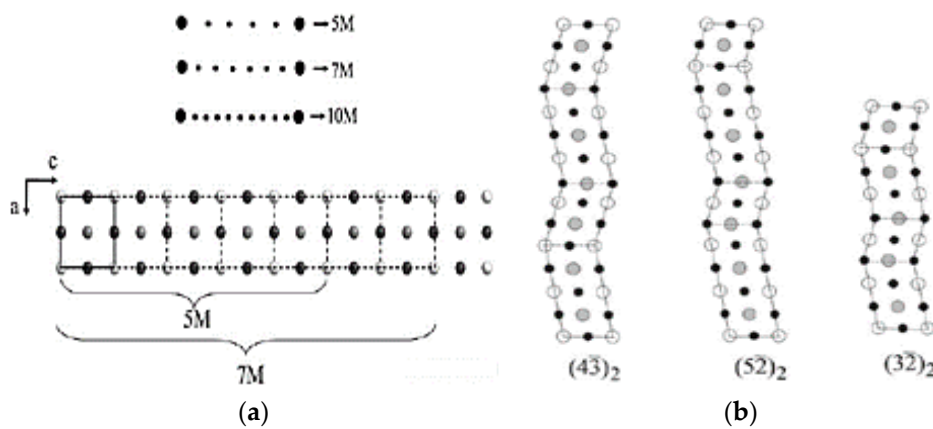 →5M
→7M
→10M
c
a
5M
7M
(43̄)₂
(52̄)₂
(32̄)₂
(a)
(b)